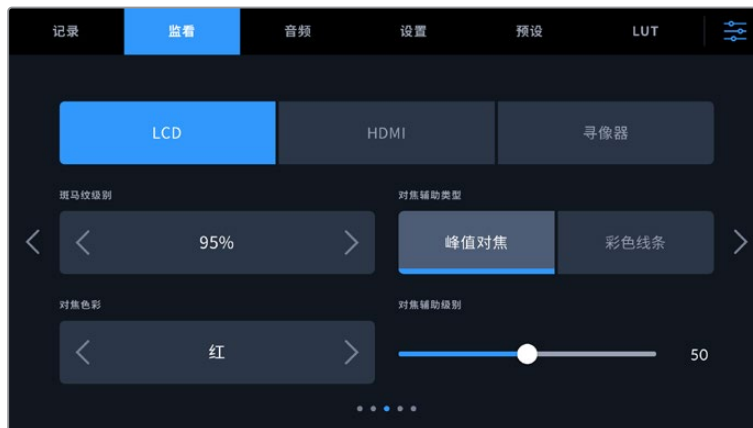 记录 监看 音频 设置 预设 LUT
LCD HDMI 寻像器
斑马纹级别 对焦辅助类型
95% 峰值对焦 彩色线条
对焦色彩 对焦辅助级别
红 50